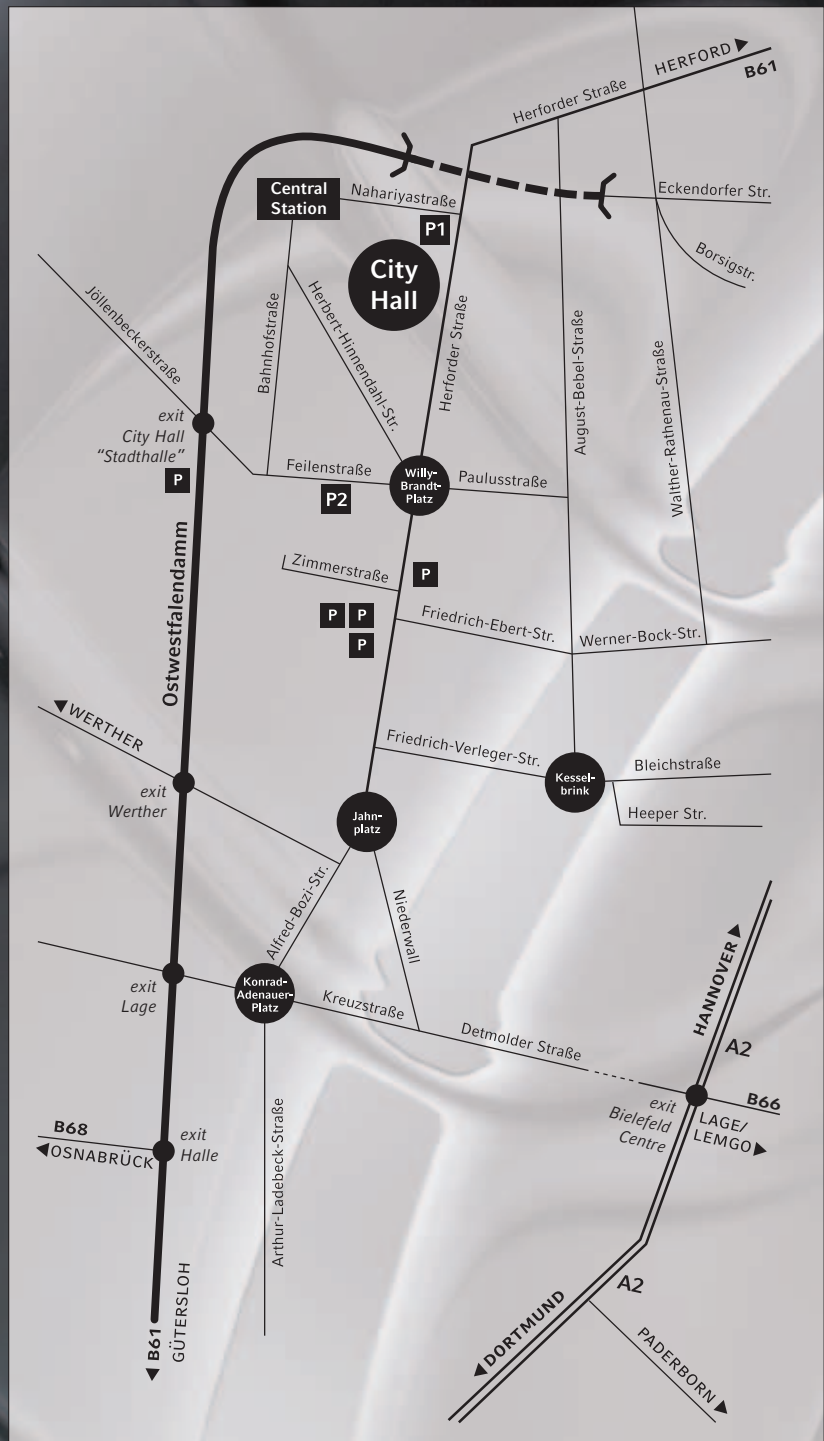 HERFORD
B61
Herforder Straße
Central
Station
Nahariyastraße
P1
Eckendorfer Str.
Borsigstr.
City
Hall
Jöllenbeckerstraße
Bahnhofstraße
Herbert-Hinnendahl-Str.
Herforder Straße
August-Bebel-Straße
Walther-Rathenau-Straße
exit
City Hall
"Stadthalle"
P
Feilenstraße
P2
Willy-
Brandt-
Platz
Paulusstraße
Ostwestfalendamm
Zimmerstraße
P
P P
P
Friedrich-Ebert-Str.
Werner-Bock-Str.
WERTHER
exit
Werther
Friedrich-Verleger-Str.
Kessel-
brink
Bleichstraße
Heeper Str.
Jahn-
platz
Alfred-Bozi-Str.
Niederwall
exit
Lage
Konrad-
Adenauer-
Platz
Kreuzstraße
Detmolder Straße
HANNOVER
A2
B66
exit
Bielefeld
Centre
LAGE/
LEMGO
B68
OSNABRÜCK
exit
Halle
Arthur-Ladebeck-Straße
B61
GÜTERSLOH
A2
DORTMUND
PADERBORN